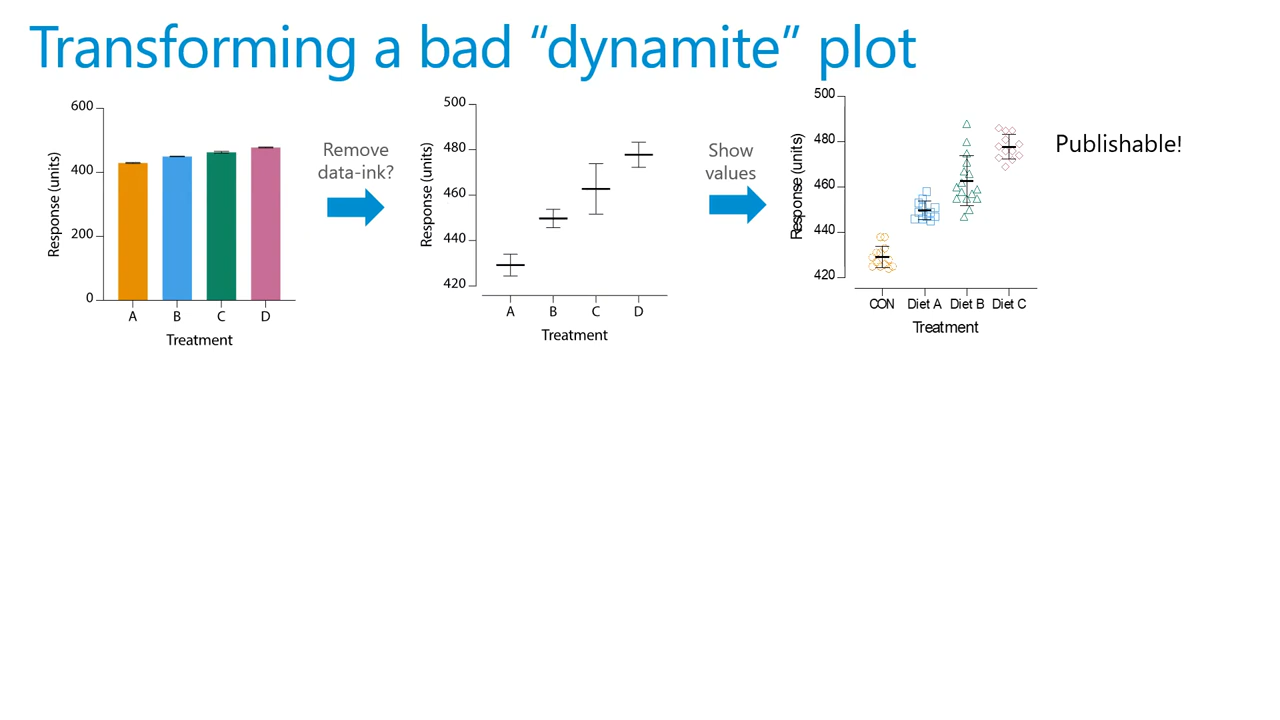 Transforming a bad “dynamite” plot
600
400
200
0
Response (units)
A B C D
Treatment
Remove
data-ink?
500
480
460
440
420
Response (units)
A B C D
Treatment
Show
values
500
480
460
440
420
Response (units)
CON Diet A Diet B Diet C
Treatment
Publishable!